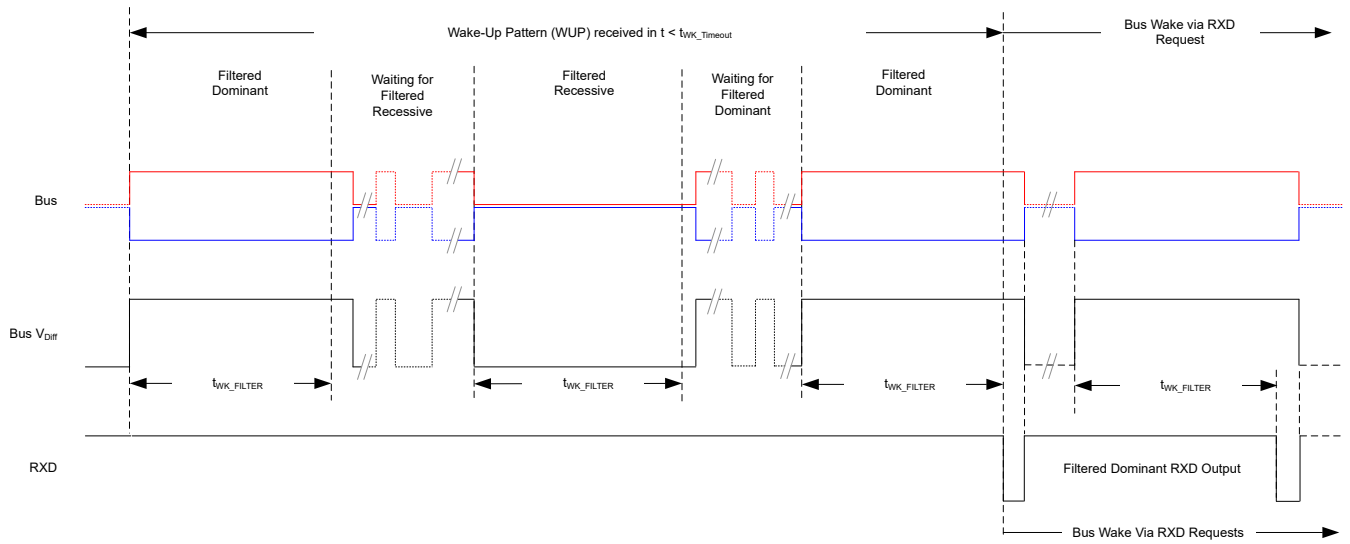 Wake-Up Pattern (WUP) received in t < tWK_Timeout
Bus Wake via RXD
Request
Filtered
Dominant
Waiting for
Filtered
Recessive
Filtered
Recessive
Waiting for
Filtered
Dominant
Filtered
Dominant
Bus
Bus VDiff
tWK_FILTER
tWK_FILTER
tWK_FILTER
tWK_FILTER
RXD
Filtered Dominant RXD Output
Bus Wake Via RXD Requests